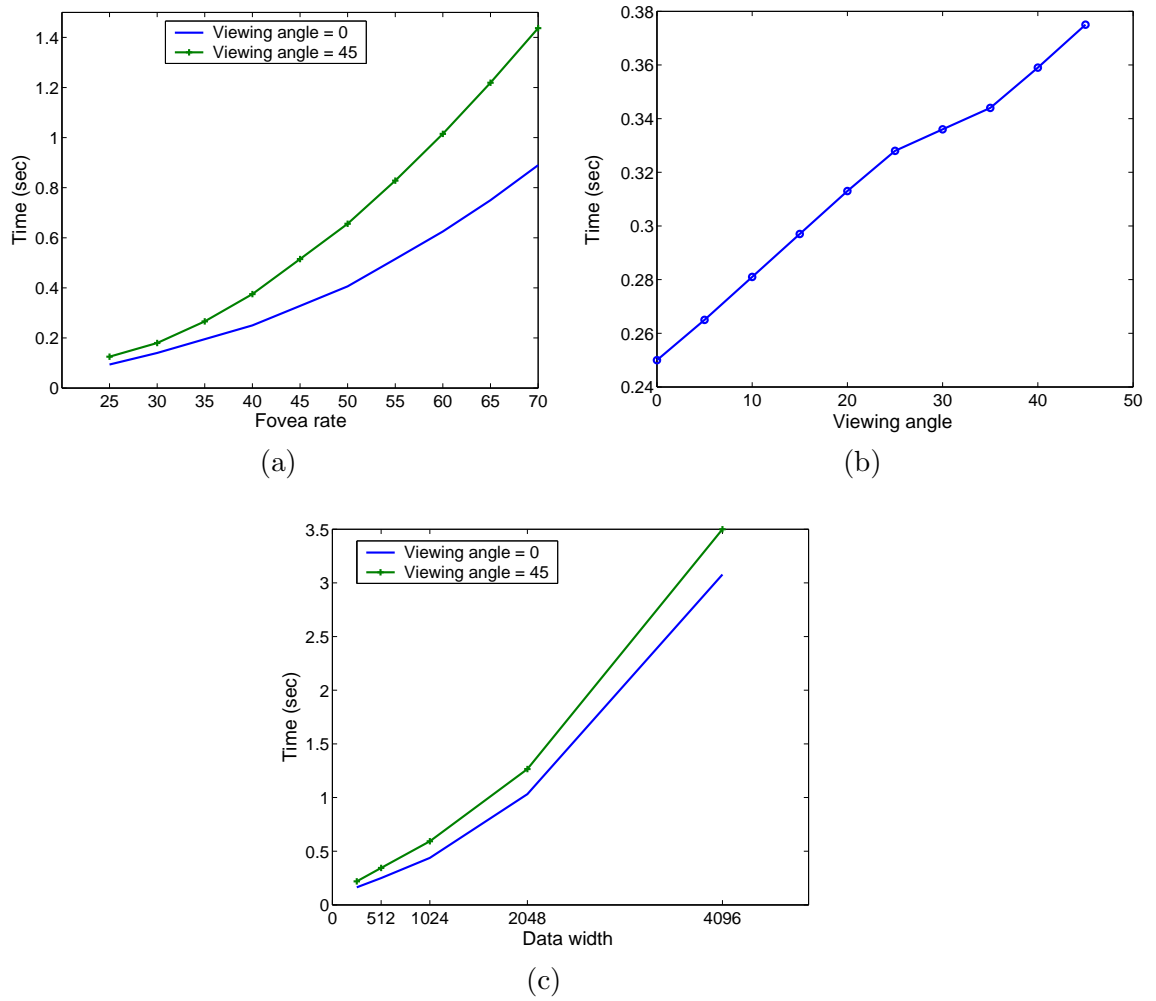 Viewing angle = 0
Viewing angle = 45
1.4
1.2
1
0.8
0.6
0.4
0.2
0
Time (sec)
25 30 35 40 45 50 55 60 65 70
Fovea rate
(a)
0.38
0.36
0.34
0.32
0.3
0.28
0.26
0.24
Time (sec)
0 10 20 30 40 50
Viewing angle
(b)
Viewing angle = 0
Viewing angle = 45
3.5
3
2.5
2
1.5
1
0.5
0
Time (sec)
0 512 1024 2048 4096
Data width
(c)